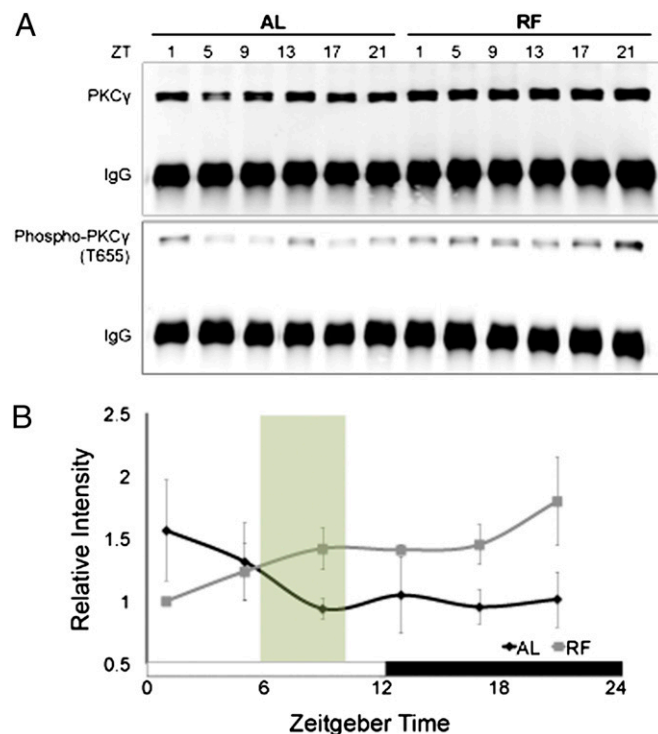 A
AL RF
ZT 1 5 9 13 17 21 1 5 9 13 17 21
PKCγ
IgG
Phospho-PKCγ
(T655)
IgG
B
Relative Intensity
2.5
2
1.5
1
0.5
AL RF
0 6 12 18 24
Zeitgeber Time